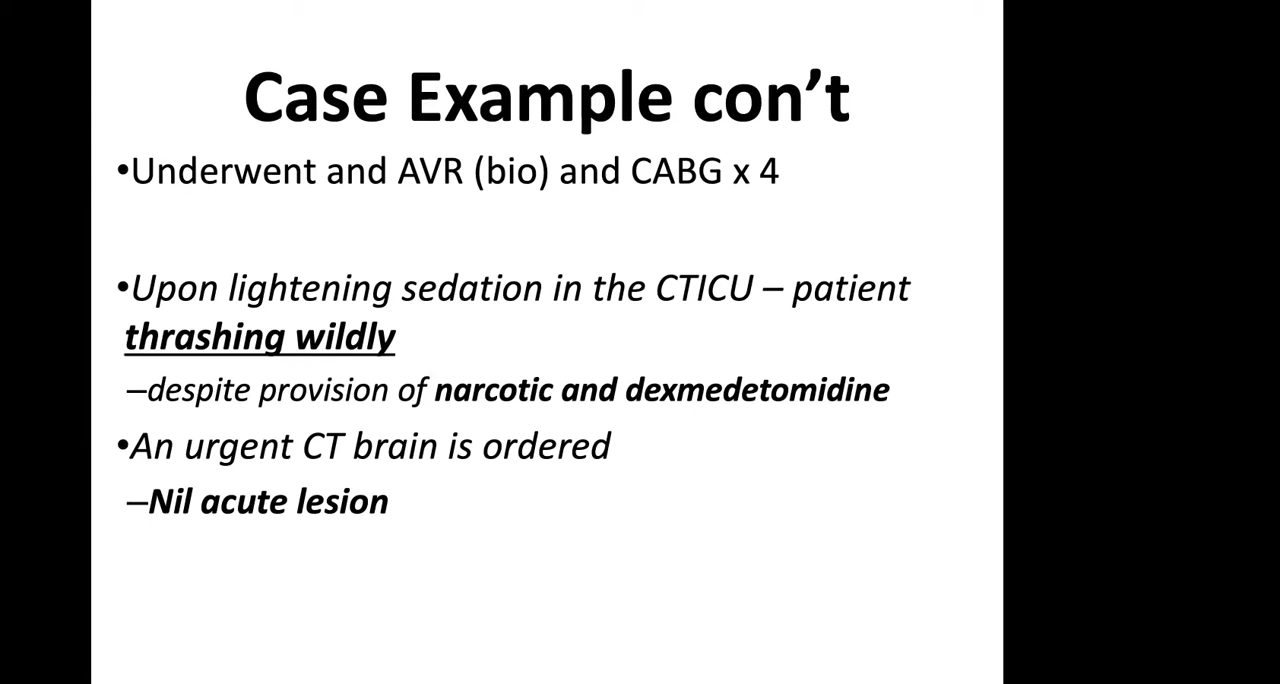 Case Example con’t
•Underwent and AVR (bio) and CABG x 4
•Upon lightening sedation in the CTICU – patient
thrashing wildly
–despite provision of narcotic and dexmedetomidine
•An urgent CT brain is ordered
–Nil acute lesion